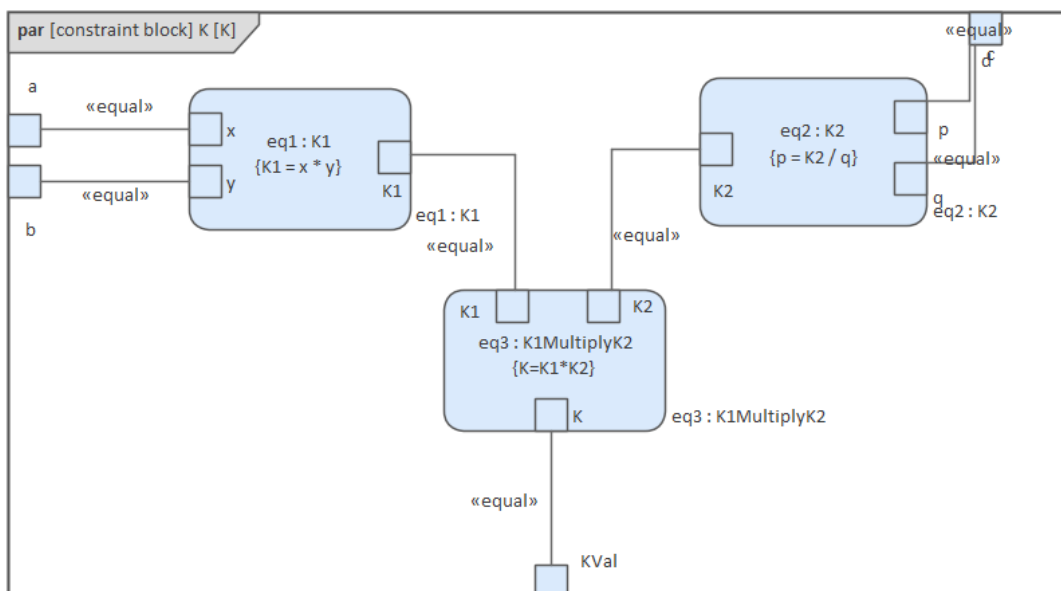 par [constraint block] K [K]
«equal»
d
c
a
«equal»
x
eq1 : K1
{K1 = x * y}
K1
y
«equal»
b
eq1 : K1
«equal»
eq2 : K2
{p = K2 / q}
K2
p
«equal»
q
eq2 : K2
«equal»
K1
K2
eq3 : K1MultiplyK2
{K=K1*K2}
K
eq3 : K1MultiplyK2
«equal»
KVal